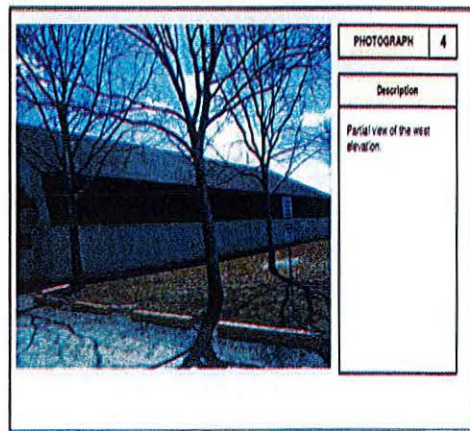 PHOTOGRAPH 4
Description
Partial view of the west
elevation.